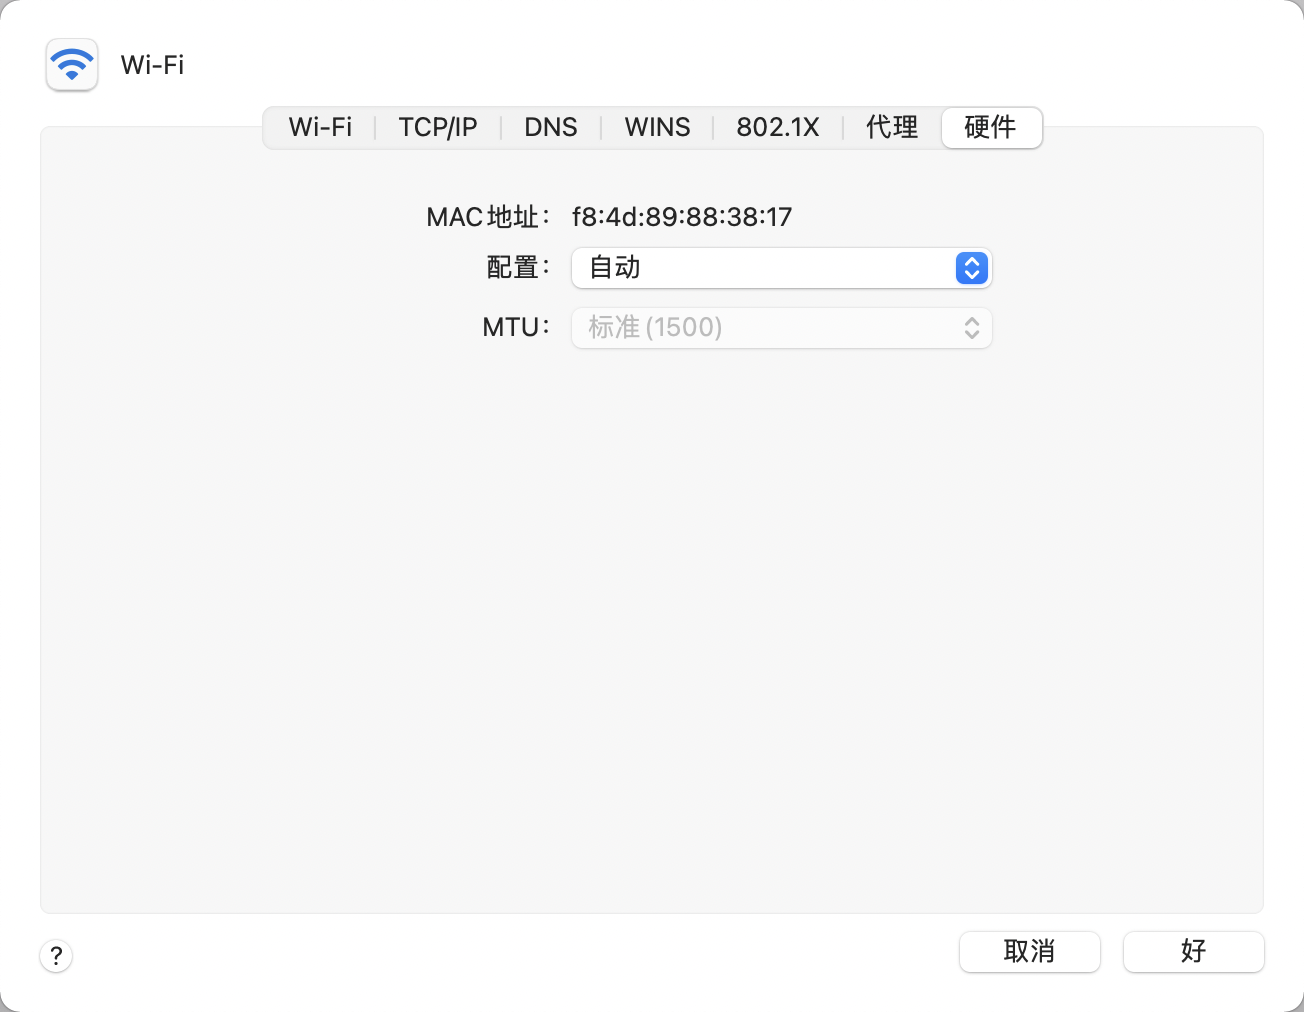 Wi-Fi
Wi-Fi TCP/IP DNS WINS 802.1X 代理 硬件
MAC地址： f8:4d:89:88:38:17
配置： 自动
MTU： 标准 (1500)
? 取消 好